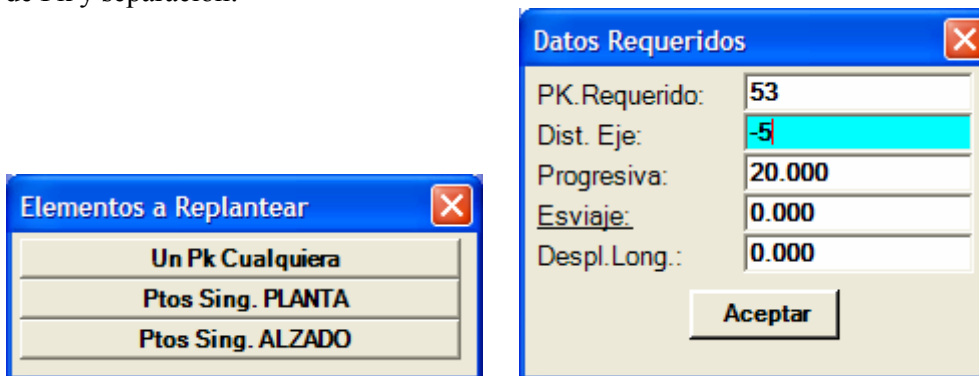 de Pk y separación.
Elementos a Replantear
Un Pk Cualquiera
Ptos Sing. PLANTA
Ptos Sing. ALZADO
Datos Requeridos
PK.Requerido: 53
Dist. Eje: -5
Progresiva: 20.000
Esviaje: 0.000
Despl.Long.: 0.000
Aceptar